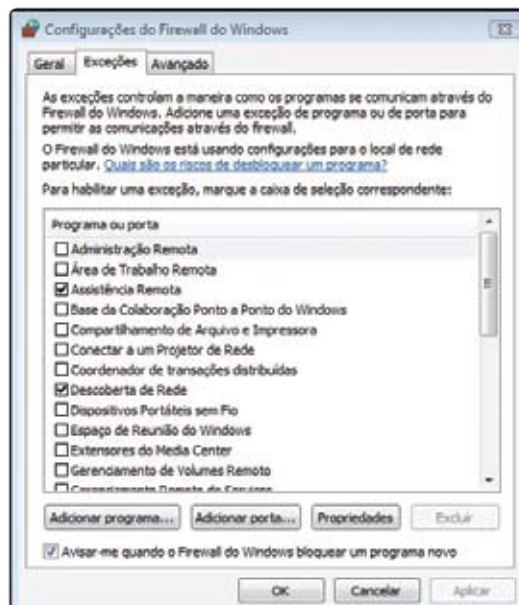 Configurações do Firewall do Windows
Geral Exceções Avançado
As exceções controlam a maneira como os programas se comunicam através do
Firewall do Windows. Adicione uma exceção de programa ou de porta para
permitir as comunicações através do firewall.
O Firewall do Windows está usando configurações para o local de rede
particular. Quais são os riscos de desbloquear um programa?
Para habilitar uma exceção, marque a caixa de seleção correspondente:
Programa ou porta
Administração Remota
Área de Trabalho Remota
Assistência Remota
Base da Colaboração Ponto a Ponto do Windows
Compartilhamento de Arquivo e Impressora
Conectar a um Projetor de Rede
Coordenador de transações distribuídas
Descoberta de Rede
Dispositivos Portáteis sem Fio
Espaço de Reunião do Windows
Extensores do Media Center
Gerenciamento de Volumes Remoto
Gerenciamento Remoto de Serviços
Adicionar programa... Adicionar porta... Propriedades Excluir
Avisar-me quando o Firewall do Windows bloquear um programa novo
OK Cancelar Aplicar